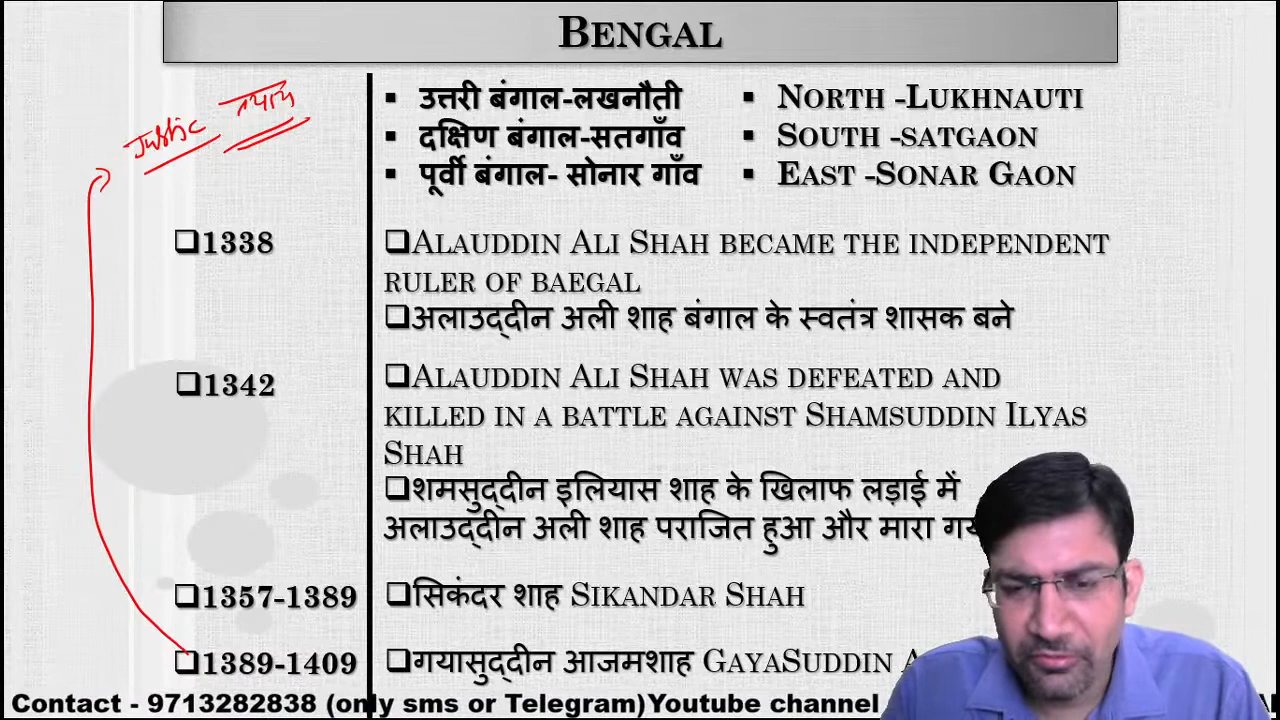 BENGAL
Justic न्याय
▪ उत्तरी बंगाल-लखनौती ▪ NORTH -LUKHNAUTI
▪ दक्षिण बंगाल-सतगाँव ▪ SOUTH -SATGAON
▪ पूर्वी बंगाल- सोनार गाँव ▪ EAST -SONAR GAON
❑1338 ❑ALAUDDIN ALI SHAH BECAME THE INDEPENDENT
RULER OF BAEGAL
❑अलाउद्दीन अली शाह बंगाल के स्वतंत्र शासक बने
❑1342 ❑ALAUDDIN ALI SHAH WAS DEFEATED AND
KILLED IN A BATTLE AGAINST SHAMSUDDIN ILYAS
SHAH
❑शमसुद्दीन इलियास शाह के खिलाफ लड़ाई में
अलाउद्दीन अली शाह पराजित हुआ और मारा
❑1357-1389 ❑सिकंदर शाह SIKANDAR SHAH
❑1389-1409 ❑गयासुद्दीन आजमशाह GAYASUDDIN
Contact - 9713282838 (only sms or Telegram)Youtube channel